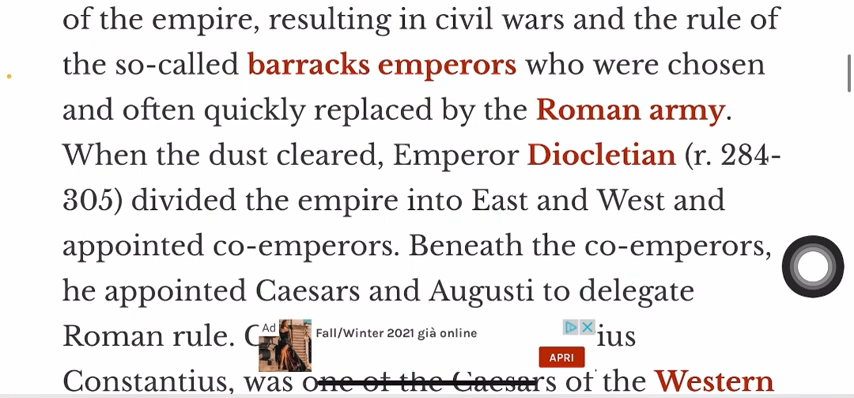 of the empire, resulting in civil wars and the rule of
the so-called barracks emperors who were chosen
and often quickly replaced by the Roman army.
When the dust cleared, Emperor Diocletian (r. 284-
305) divided the empire into East and West and
appointed co-emperors. Beneath the co-emperors,
he appointed Caesars and Augusti to delegate
Roman rule.
Ad
Fall/Winter 2021 già online
APRI
ius
Constantius, was one of the Caesars of the Western